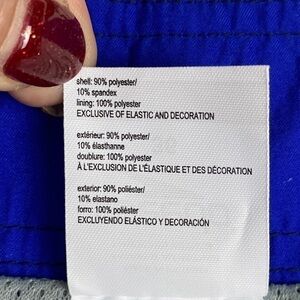 shell: 90% polyester/
10% spandex
lining: 100% polyester
EXCLUSIVE OF ELASTIC AND DECORATION
extérieur: 90% polyester/
10% élasthanne
doublure: 100% polyester
À L'EXCLUSION DE L'ÉLASTIQUE ET DES DÉCORATION
exterior: 90% poliéster/
10% elastano
forro: 100% poliéster
EXCLUYENDO ELÁSTICO Y DECORACIÓN